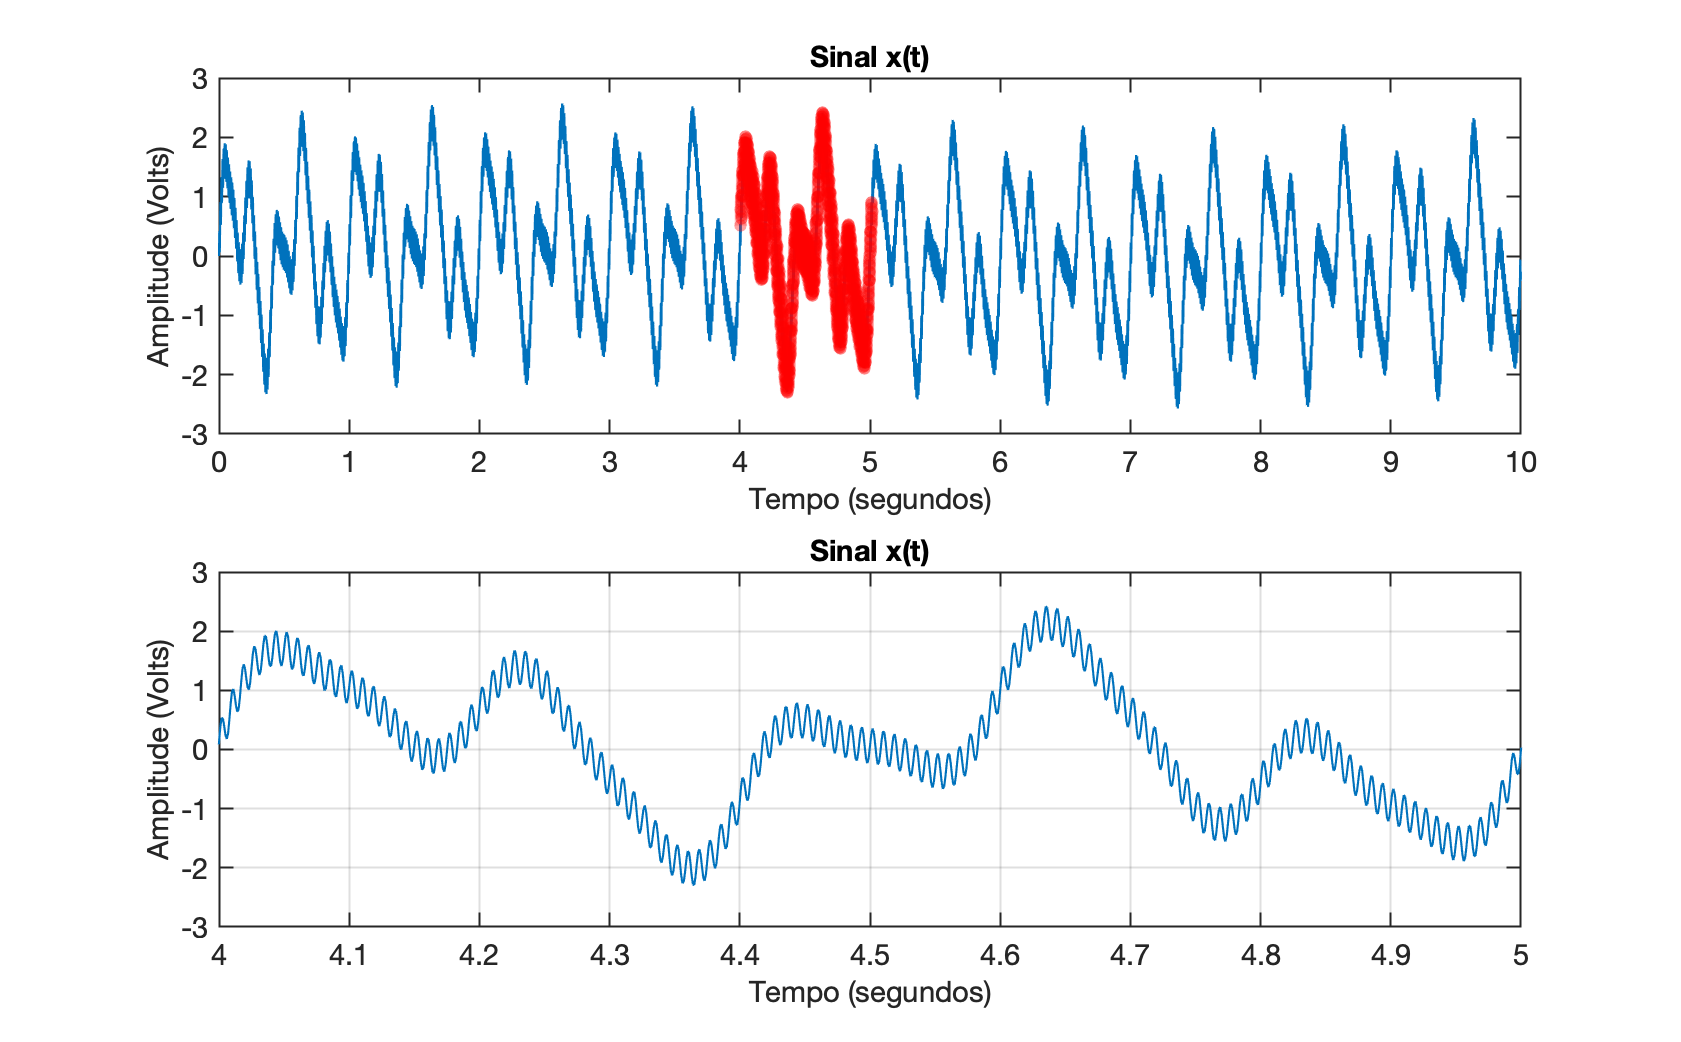 Sinal x(t)
3
2
1
0
-1
-2
-3
Amplitude (Volts)
0 1 2 3 4 5 6 7 8 9 10
Tempo (segundos)
Sinal x(t)
3
2
1
0
-1
-2
-3
Amplitude (Volts)
4 4.1 4.2 4.3 4.4 4.5 4.6 4.7 4.8 4.9 5
Tempo (segundos)